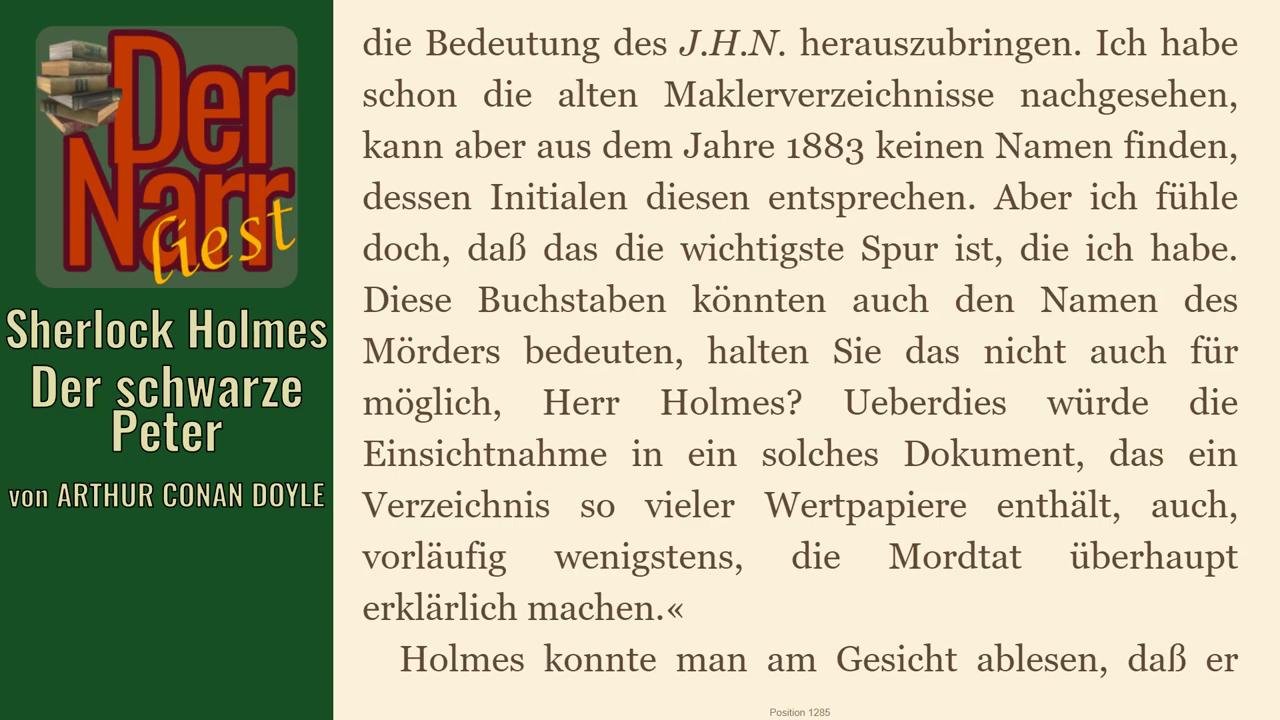 Der
Narr
liest
Sherlock Holmes
Der schwarze
Peter
von ARTHUR CONAN DOYLE
die Bedeutung des J.H.N. herauszubringen. Ich habe
schon die alten Maklerverzeichnisse nachgesehen,
kann aber aus dem Jahre 1883 keinen Namen finden,
dessen Initialen diesen entsprechen. Aber ich fühle
doch, daß das die wichtigste Spur ist, die ich habe.
Diese Buchstaben könnten auch den Namen des
Mörders bedeuten, halten Sie das nicht auch für
möglich, Herr Holmes? Ueberdies würde die
Einsichtnahme in ein solches Dokument, das ein
Verzeichnis so vieler Wertpapiere enthält, auch,
vorläufig wenigstens, die Mordtat überhaupt
erklärlich machen.«
Holmes konnte man am Gesicht ablesen, daß er
Position 1285